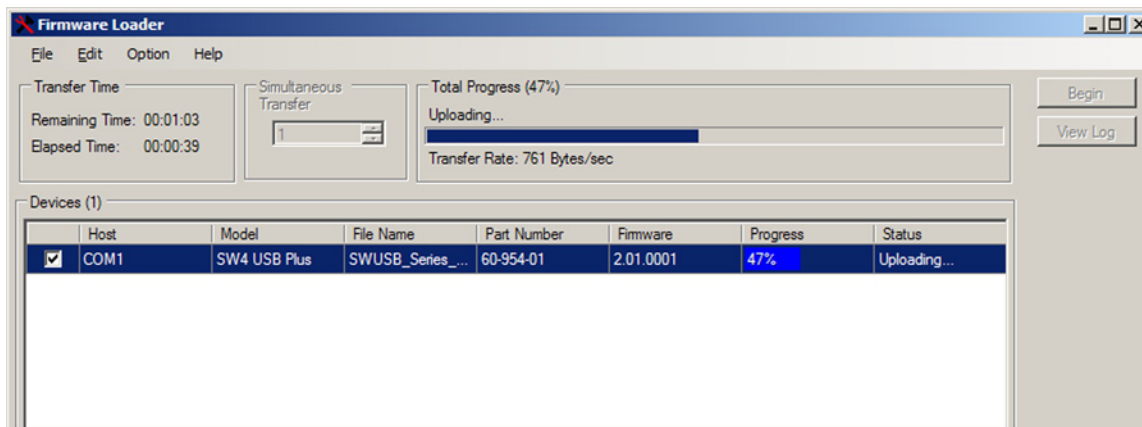 Firmware Loader
File Edit Option Help
Transfer Time
Remaining Time: 00:01:03
Elapsed Time: 00:00:39
Simultaneous
Transfer
1
Total Progress (47%)
Uploading...
Transfer Rate: 761 Bytes/sec
Begin
View Log
Devices (1)
Host Model File Name Part Number Firmware Progress Status
COM1 SW4 USB Plus SWUSB_Series_... 60-954-01 2.01.0001 47% Uploading...